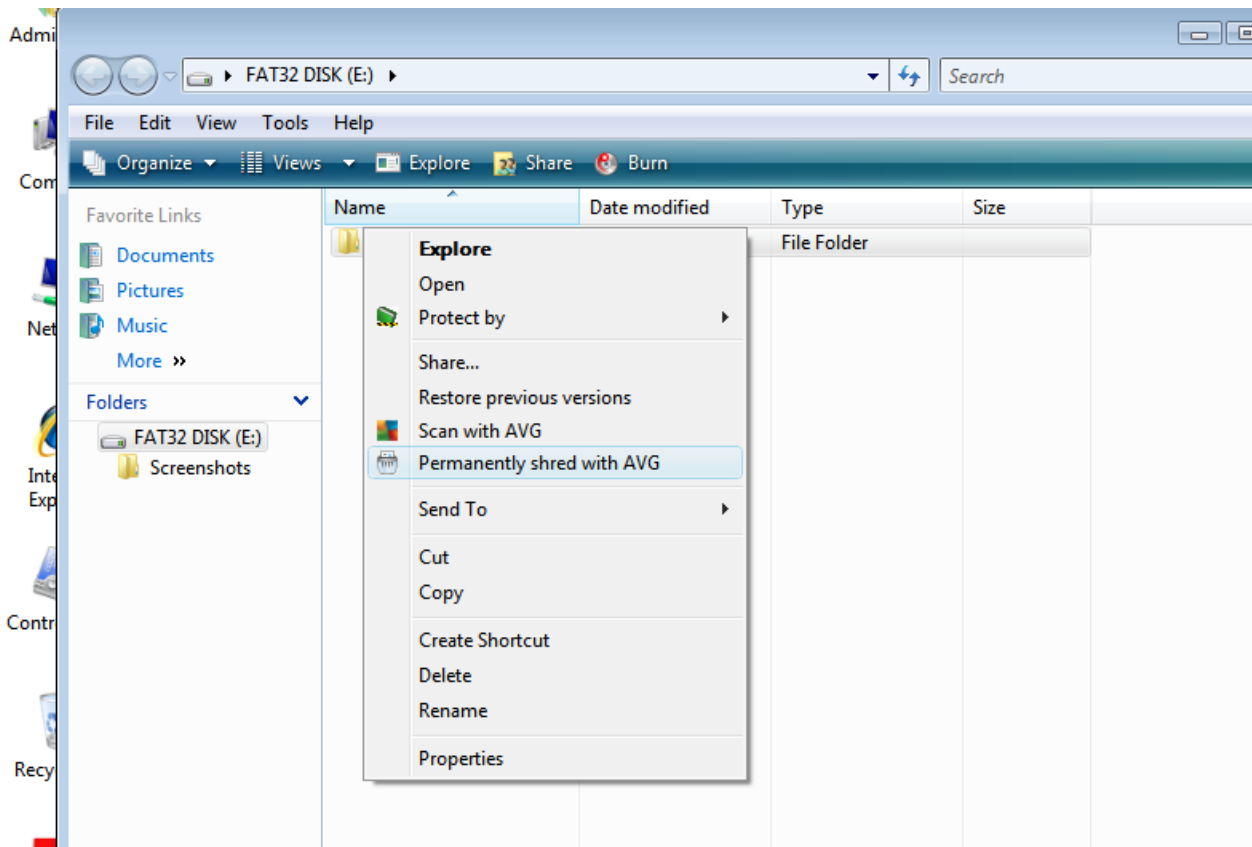 Admi
FAT32 DISK (E:)
Search
File Edit View Tools Help
Organize Views Explore Share Burn
Com
Favorite Links
Name Date modified Type Size
Documents
File Folder
Pictures
Music
Net
More »
Folders
FAT32 DISK (E:)
Screenshots
Inte
Exp
Contr
Recy
Explore
Open
Protect by
Share...
Restore previous versions
Scan with AVG
Permanently shred with AVG
Send To
Cut
Copy
Create Shortcut
Delete
Rename
Properties